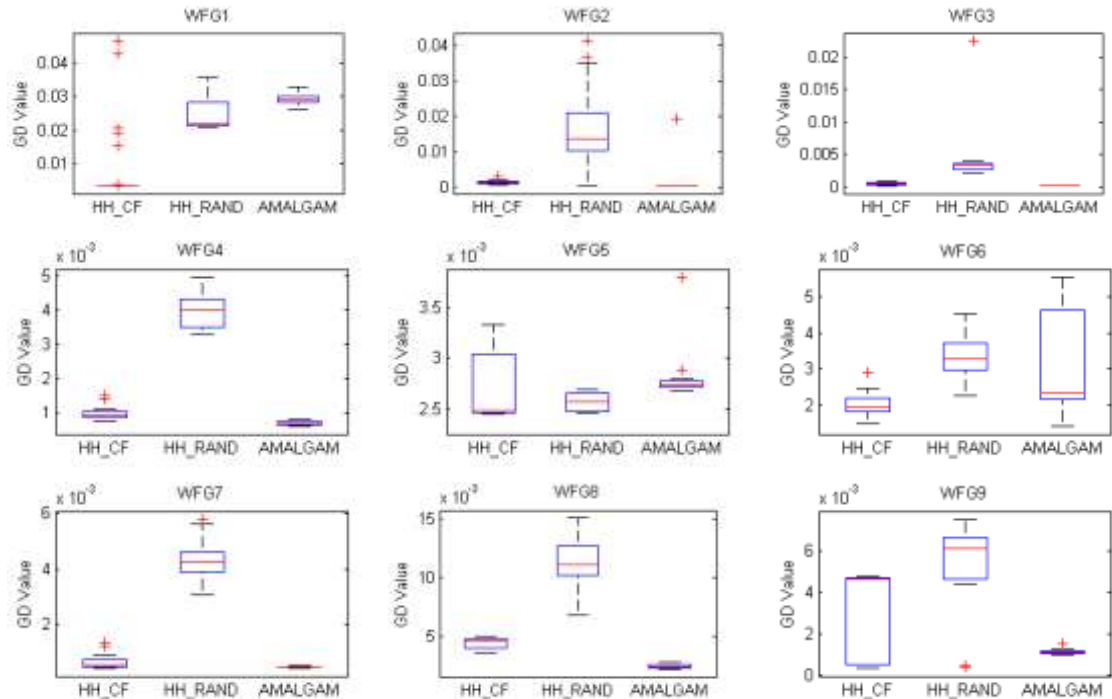 WFG1
GD Value
0.04
0.03
0.02
0.01
HH_CF HH_RAND AMALGAM
WFG2
GD Value
0.04
0.03
0.02
0.01
0
HH_CF HH_RAND AMALGAM
WFG3
GD Value
0.02
0.015
0.01
0.005
0
HH_CF HH_RAND AMALGAM
x 10^-3
WFG4
GD Value
5
4
3
2
1
HH_CF HH_RAND AMALGAM
x 10^-3
WFG5
GD Value
3.5
3
2.5
HH_CF HH_RAND AMALGAM
x 10^-3
WFG6
GD Value
5
4
3
2
HH_CF HH_RAND AMALGAM
x 10^-3
WFG7
GD Value
6
4
2
HH_CF HH_RAND AMALGAM
x 10^-3
WFG8
GD Value
15
10
5
HH_CF HH_RAND AMALGAM
x 10^-3
WFG9
GD Value
6
4
2
0
HH_CF HH_RAND AMALGAM